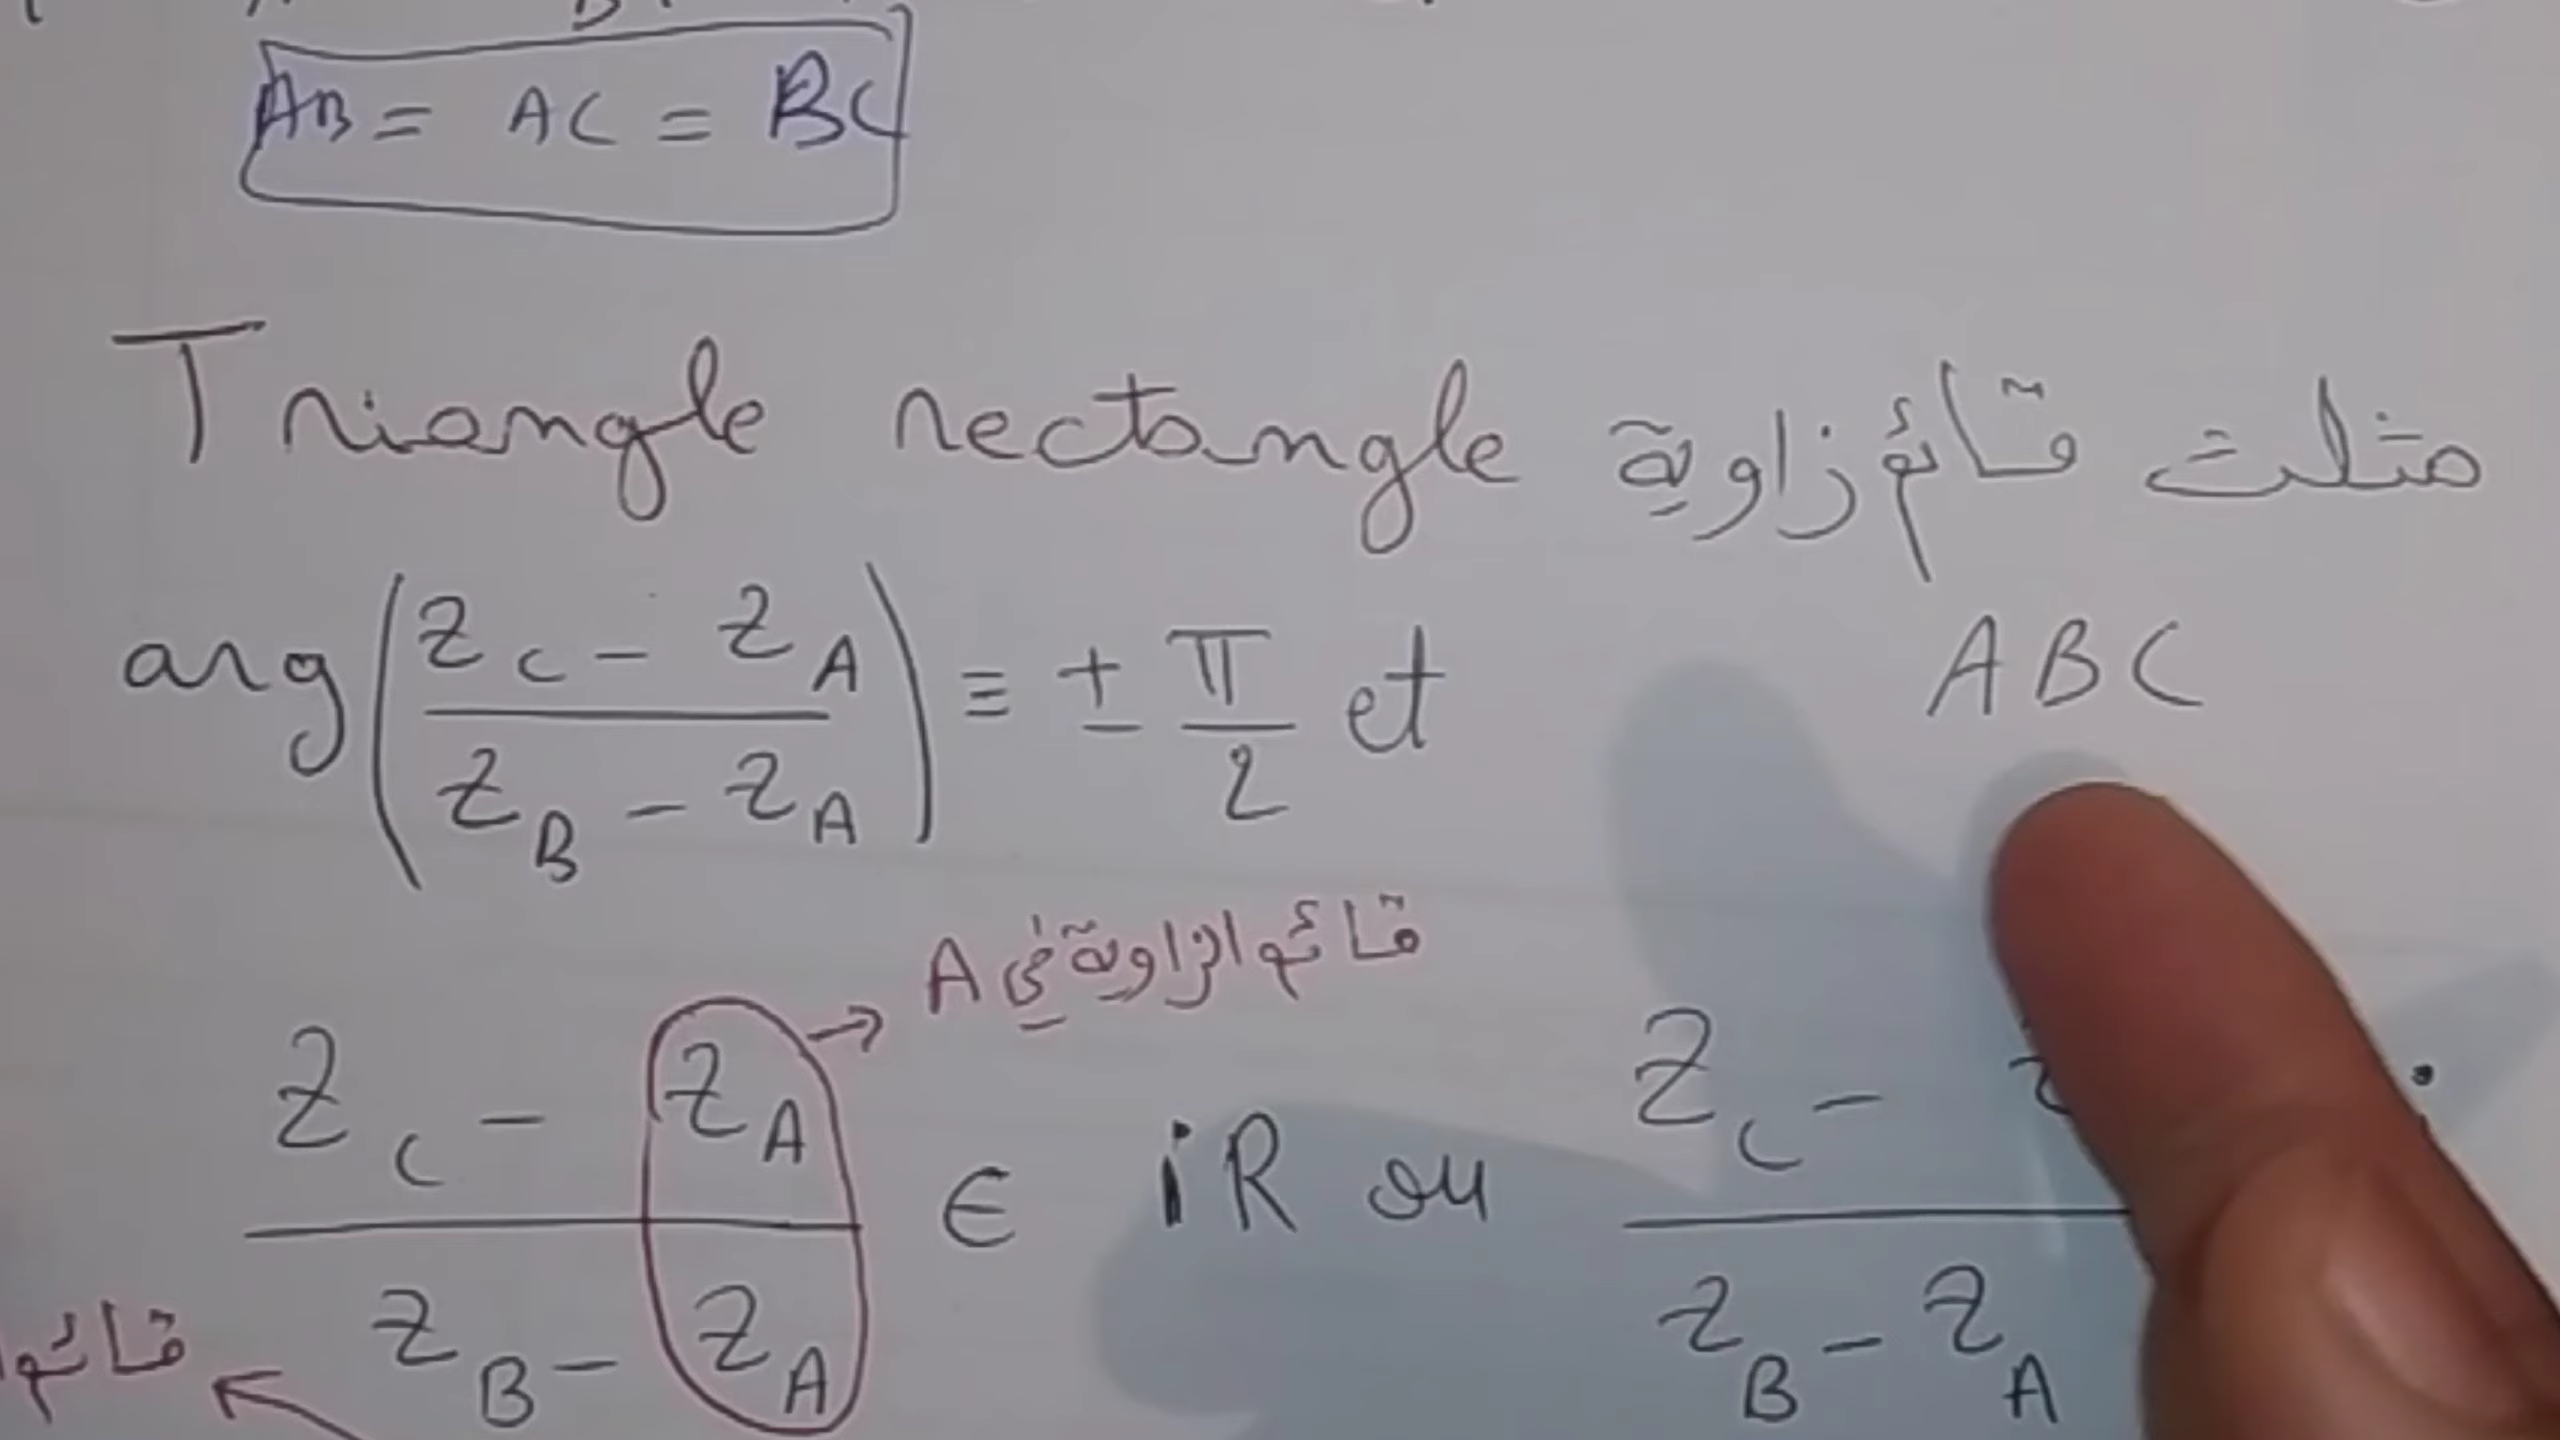 AB = AC = BC
Triangle rectangle مثلث قائم زاوية
arg((z_C - z_A)/(z_B - z_A)) ≡ ± π/2 et
ABC
قائم الزاوية في A
(z_C - z_A)/(z_B - z_A) ∈ iR ou
z_C - /(z_B - z_A)